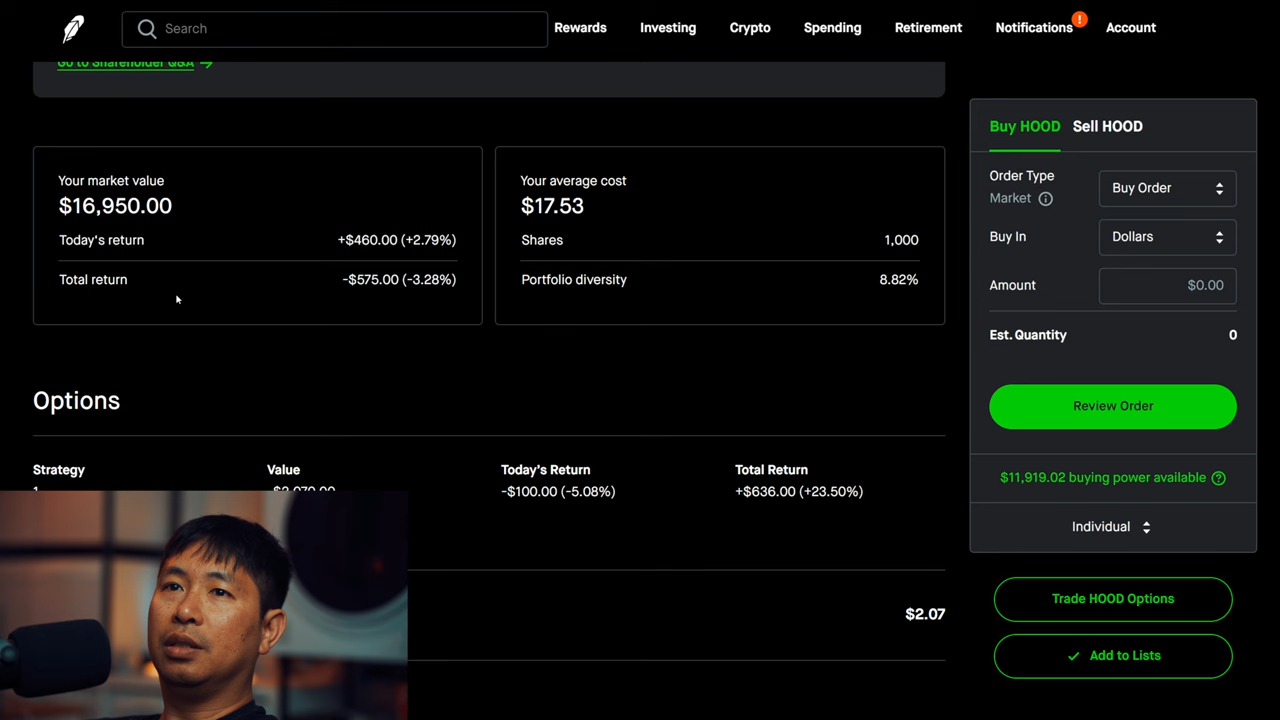 Search
Rewards
Investing
Crypto
Spending
Retirement
Notifications
!
Account
Go to Shareholder Q&A
Your market value
$16,950.00
Today's return +$460.00 (+2.79%)
Total return -$575.00 (-3.28%)
Your average cost
$17.53
Shares 1,000
Portfolio diversity 8.82%
Options
Strategy Value Today's Return Total Return
-$100.00 (-5.08%) +$636.00 (+23.50%)
$2.07
Buy HOOD Sell HOOD
Order Type
Market
Buy Order
Buy In Dollars
Amount $0.00
Est. Quantity 0
Review Order
$11,919.02 buying power available
Individual
Trade HOOD Options
Add to Lists